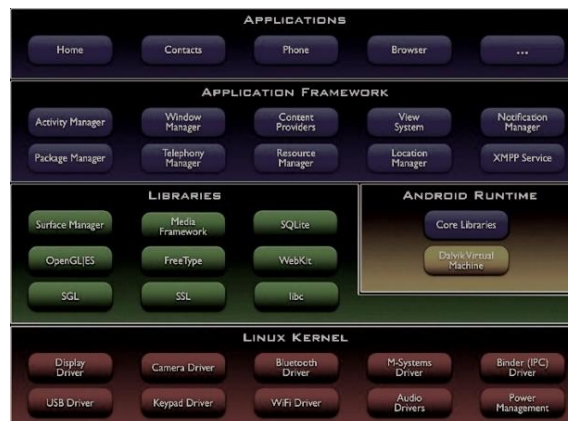 APPLICATIONS
Home
Contacts
Phone
Browser
...
APPLICATION FRAMEWORK
Activity Manager
Window
Manager
Content
Providers
View
System
Notification
Manager
Package Manager
Telephony
Manager
Resource
Manager
Location
Manager
XMPP Service
LIBRARIES
Surface Manager
Media
Framework
SQLite
OpenGL|ES
FreeType
WebKit
SGL
SSL
libc
ANDROID RUNTIME
Core Libraries
Dalvik Virtual
Machine
LINUX KERNEL
Display
Driver
Camera Driver
Bluetooth
Driver
M-Systems
Driver
Binder (IPC)
Driver
USB Driver
Keypad Driver
WiFi Driver
Audio
Drivers
Power
Management